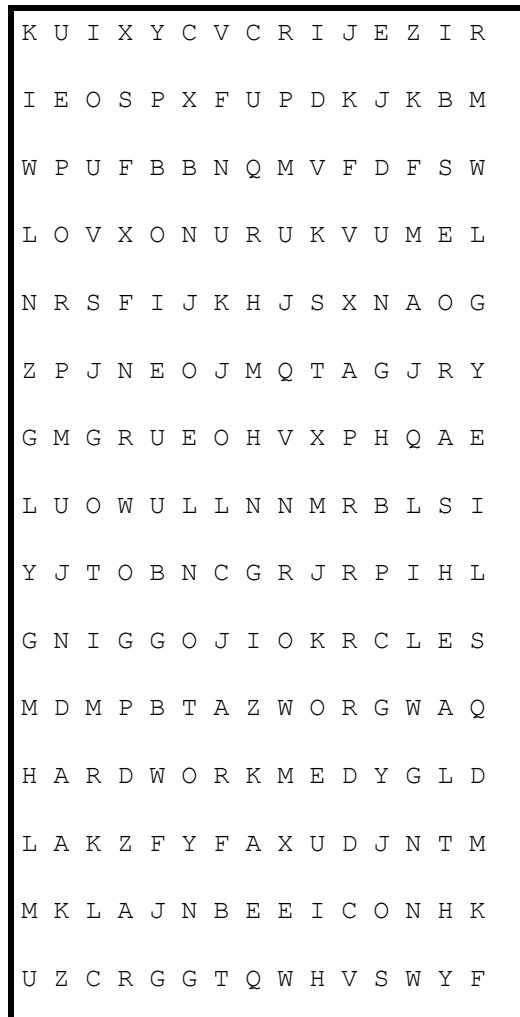 K U I X Y C V C R I J E Z I R
I E O S P X F U P D K J K B M
W P U F B B N Q M V F D F S W
L O V X O N U R U K V U M E L
N R S F I J K H J S X N A O G
Z P J N E O J M Q T A G J R Y
G M G R U E O H V X P H Q A E
L U O W U L L N N M R B L S I
Y J T O B N C G R J R P I H L
G N I G G O J I O K R C L E S
M D M P B T A Z W O R G W A Q
H A R D W O R K M E D Y G L D
L A K Z F Y F A X U D J N T M
M K L A J N B E E I C O N H K
U Z C R G G T Q W H V S W Y F